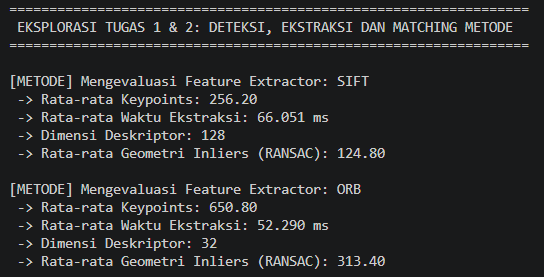 =================================================================
EKSPLORASI TUGAS 1 & 2: DETEKSI, EKSTRAKSI DAN MATCHING METODE
=================================================================
[METODE] Mengevaluasi Feature Extractor: SIFT
-> Rata-rata Keypoints: 256.20
-> Rata-rata Waktu Ekstraksi: 66.051 ms
-> Dimensi Deskriptor: 128
-> Rata-rata Geometri Inliers (RANSAC): 124.80
[METODE] Mengevaluasi Feature Extractor: ORB
-> Rata-rata Keypoints: 650.80
-> Rata-rata Waktu Ekstraksi: 52.290 ms
-> Dimensi Deskriptor: 32
-> Rata-rata Geometri Inliers (RANSAC): 313.40